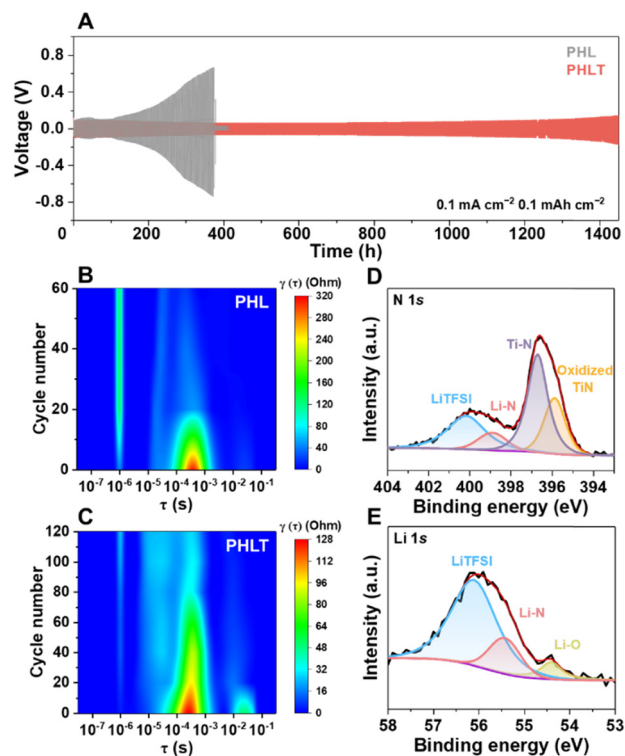 A
0.8
0.4
0.0
-0.4
-0.8
Voltage (V)
PHL
PHLT
0.1 mA cm⁻² 0.1 mAh cm⁻²
0 200 400 600 800 1000 1200 1400
Time (h)
B
γ (τ) (Ohm)
PHL
60
40
20
0
Cycle number
10⁻⁷ 10⁻⁶ 10⁻⁵ 10⁻⁴ 10⁻³ 10⁻² 10⁻¹
τ (s)
320
280
240
200
160
120
80
40
0
D
N 1s
Ti-N
Oxidized
TiN
LiTFSI
Li-N
Intensity (a.u.)
404 402 400 398 396 394
Binding energy (eV)
C
γ (τ) (Ohm)
PHLT
120
100
80
60
40
20
0
Cycle number
10⁻⁷ 10⁻⁶ 10⁻⁵ 10⁻⁴ 10⁻³ 10⁻² 10⁻¹
τ (s)
128
112
96
80
64
48
32
16
0
E
Li 1s
LiTFSI
Li-N
Li-O
Intensity (a.u.)
58 57 56 55 54 53
Binding energy (eV)